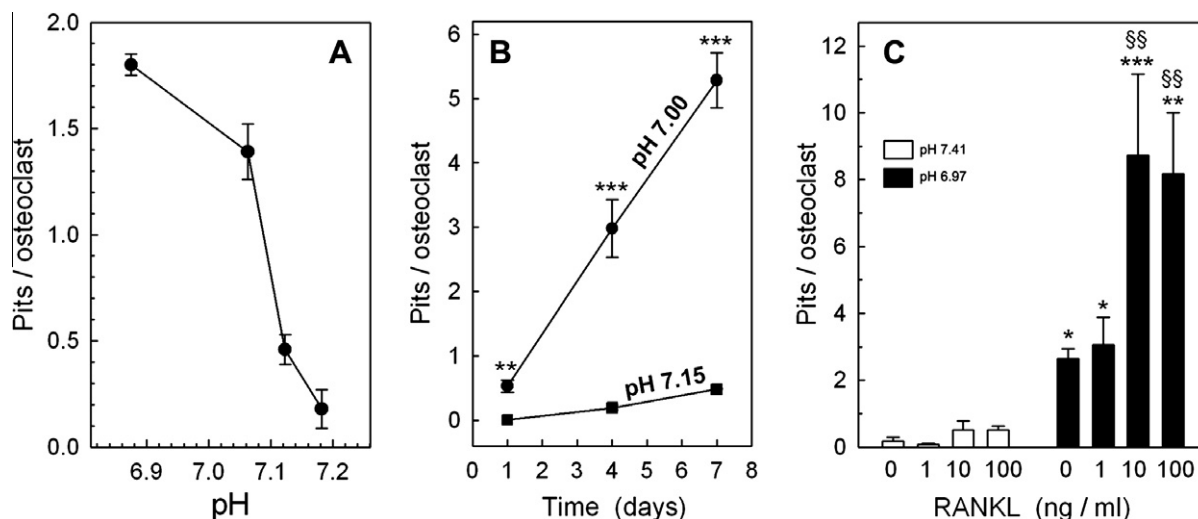 A
Pits / osteoclast
2.0
1.5
1.0
0.5
0.0
6.9 7.0 7.1 7.2
pH
B
Pits / osteoclast
6
5
4
3
2
1
0
***
***
**
pH 7.00
pH 7.15
0 1 2 3 4 5 6 7 8
Time (days)
C
Pits / osteoclast
12
10
8
6
4
2
0
pH 7.41
pH 6.97
*
*
§§
***
§§
**
0 1 10 100 0 1 10 100
RANKL (ng / ml)